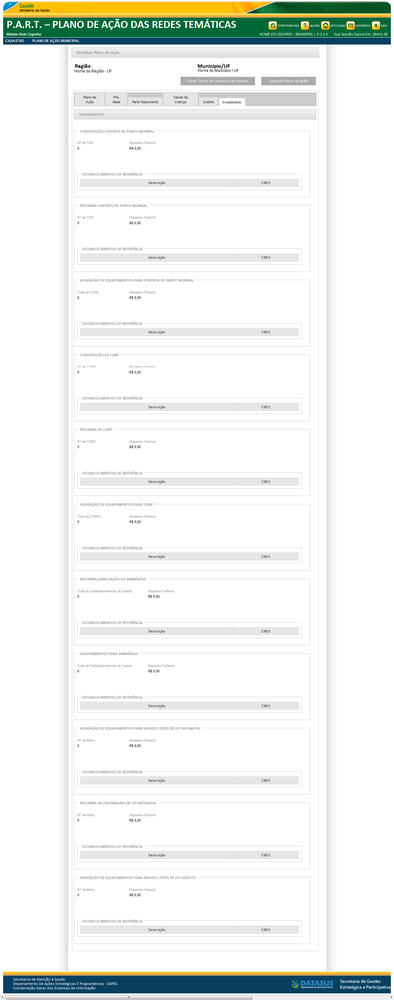 Saúde
Ministério da Saúde
P.A.R.T. – PLANO DE AÇÃO DAS REDES TEMÁTICAS
informativos ajuda principal contatos sair
Módulo Rede Cegonha
NOME DO USUÁRIO - MUNICIPAL | V-1.1.4 Sua Sessão Expira Em: 29min 38
CADASTRO PLANO DE AÇÃO MUNICIPAL
Detalhar Plano de Ação
Região Município/UF
Nome da Região - UF Nome do Município / UF
Gerar Termo de Garantia de Acesso Exportar Plano de Ação
Plano de Ação Pré-Natal Parto Nascimento Saúde da Criança Custeio Investimento
Investimento
CONSTRUÇÃO CENTROS DE PARTO NORMAL
Nº de CPN: Repasse Federal:
0 R$ 0,00
ESTABELECIMENTOS DE REFERÊNCIA
Descrição CNES
REFORMA CENTROS DE PARTO NORMAL
Nº de CPN: Repasse Federal:
0 R$ 0,00
ESTABELECIMENTOS DE REFERÊNCIA
Descrição CNES
AQUISIÇÃO DE EQUIPAMENTOS PARA CENTROS DE PARTO NORMAL
Total de CPNs: Repasse Federal:
0 R$ 0,00
ESTABELECIMENTOS DE REFERÊNCIA
Descrição CNES
CONSTRUÇÃO DE CGBP
Nº de CGBP: Repasse Federal:
0 R$ 0,00
ESTABELECIMENTOS DE REFERÊNCIA
Descrição CNES
REFORMA DE CGBP
Nº de CGBP: Repasse Federal:
0 R$ 0,00
ESTABELECIMENTOS DE REFERÊNCIA
Descrição CNES
AQUISIÇÃO DE EQUIPAMENTOS PARA CGBP
Total de CGBPs: Repasse Federal:
0 R$ 0,00
ESTABELECIMENTOS DE REFERÊNCIA
Descrição CNES
REFORMA/AMPLIAÇÃO DA AMBIÊNCIA
Total de Estabelecimentos de Saúde: Repasse Federal:
0 R$ 0,00
ESTABELECIMENTOS DE REFERÊNCIA
Descrição CNES
EQUIPAMENTOS PARA AMBIÊNCIA
Total de Estabelecimentos de Saúde: Repasse Federal:
0 R$ 0,00
ESTABELECIMENTOS DE REFERÊNCIA
Descrição CNES
AQUISIÇÃO DE EQUIPAMENTOS PARA NOVOS LEITOS DE UTI NEONATAL
Nº de leitos: Repasse Federal:
0 R$ 0,00
ESTABELECIMENTOS DE REFERÊNCIA
Descrição CNES
REFORMA DE ENFERMARIA DE UTI NEONATAL
Nº de leitos: Repasse Federal:
0 R$ 0,00
ESTABELECIMENTOS DE REFERÊNCIA
Descrição CNES
AQUISIÇÃO DE EQUIPAMENTOS PARA NOVOS LEITOS DE UTI ADULTO
Nº de leitos: Repasse Federal:
0 R$ 0,00
ESTABELECIMENTOS DE REFERÊNCIA
Descrição CNES
Secretaria de Atenção à Saúde
Departamento De Ações Estratégicas E Programáticas - DAPES
Coordenação-Geral dos Sistemas de Informação
DATASUS
Departamento de Informática do Sus
Secretaria de Gestão
Estratégica e Participativa